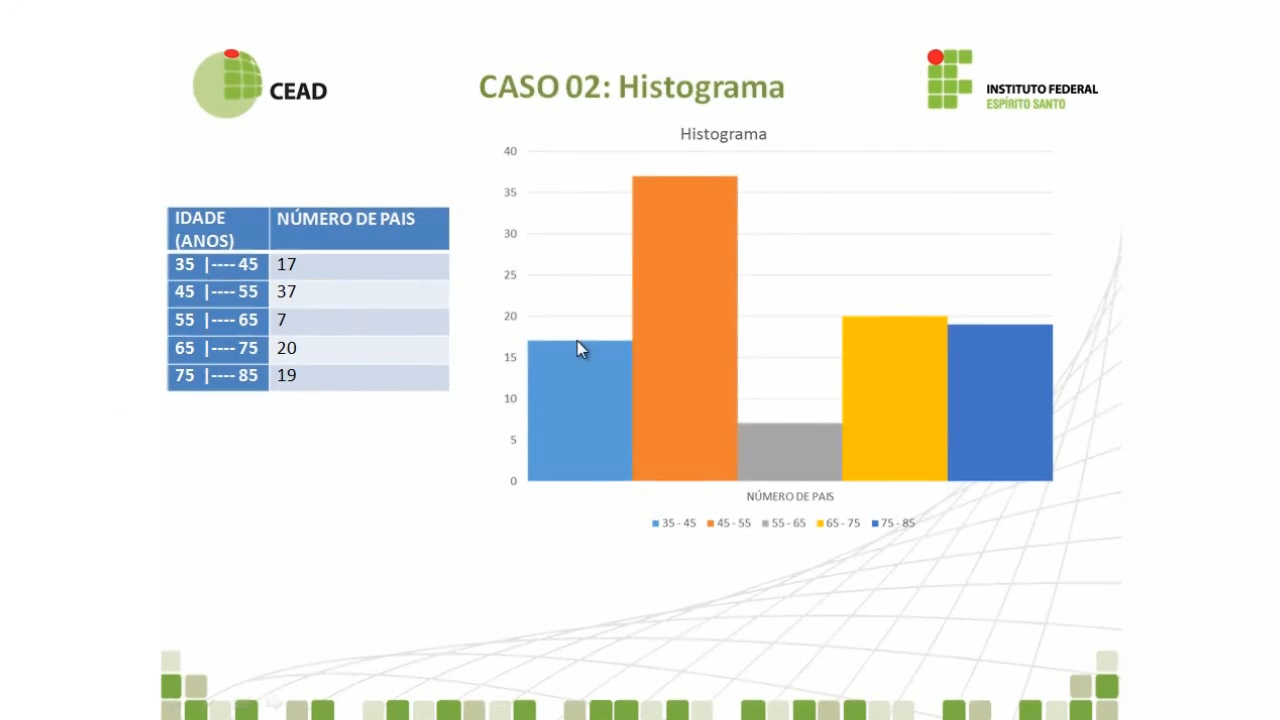 CEAD
CASO 02: Histograma
INSTITUTO FEDERAL
ESPÍRITO SANTO
IDADE
(ANOS)
NÚMERO DE PAIS
35 |---- 45 17
45 |---- 55 37
55 |---- 65 7
65 |---- 75 20
75 |---- 85 19
Histograma
40
35
30
25
20
15
10
5
0
NÚMERO DE PAIS
35 - 45 45 - 55 55 - 65 65 - 75 75 - 85